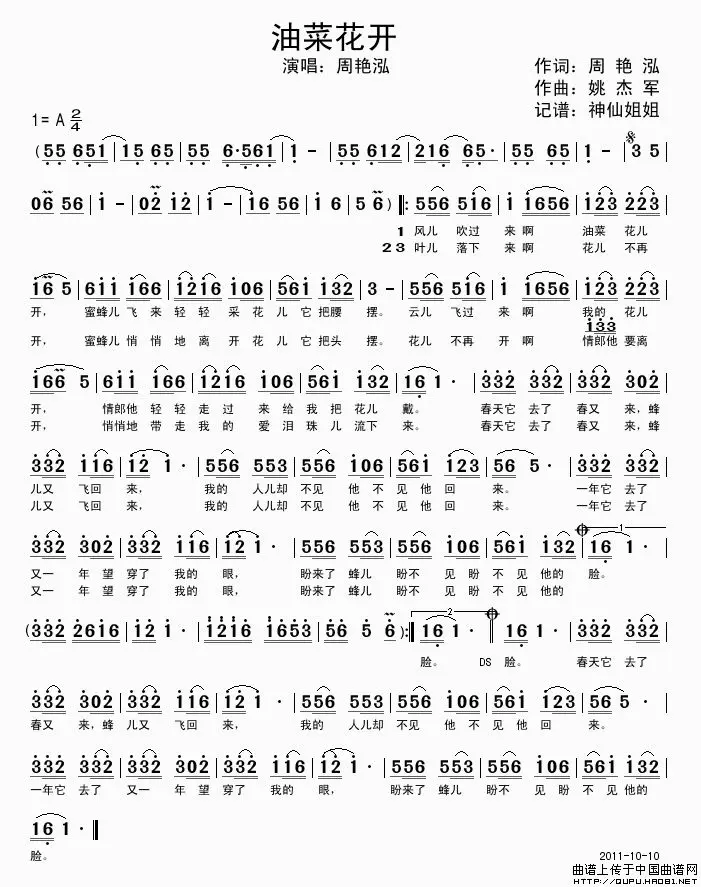 油菜花开
演唱：周艳泓
作词：周 艳 泓
作曲：姚 杰 军
记谱：神仙姐姐
1=A 2/4
( 55 651 | 15 65 | 55 6·561 | 1 - | 55 612 | 216 65· | 55 65 | 1 - | 3 5 |
06 56 | 1 - | 02 12 | 1 - | 16 56 | 1 6 | 5 6 ) |: 556 516 | 1 1656 | 123 223 |
1 风儿 吹过 来 啊 油菜 花儿
2 3 叶儿 落下 来 啊 花儿 不再
16 5 | 611 166 | 1216 106 | 561 132 | 3 - | 556 516 | 1 1656 | 123 223 |
开， 蜜蜂儿 飞 来 轻轻 采 花 儿 它 把腰 摆。 云儿 飞过 来 啊 我的 花儿
133
开， 蜜蜂儿 悄 悄 地 离 开 花 儿 它 把头 摆。 花儿 不再 开 啊 情郎他 要离
166 5 | 611 166 | 1216 106 | 561 132 | 16 1 · | 332 332 | 332 302 |
开， 情郎他 轻 轻 走 过 来 给 我 把 花儿 戴。 春天它 去了 春又 来，蜂
开， 悄悄地 带 走 我 的 爱 泪 珠 儿 流下 来。 春天它 去了 春又 来，蜂
332 116 | 12 1 · | 556 553 | 556 106 | 561 123 | 56 5 · | 332 332 |
儿又 飞回 来， 我的 人儿却 不见 他 不 见 他 回 来。 一年它 去了
儿又 飞回 来， 我的 人儿却 不见 他 不 见 他 回 来。 一年它 去了
332 302 | 332 116 | 12 1 · | 556 553 | 556 106 | 561 132 | 16 1 · |
1
又一 年 望 穿了 我的 眼， 盼来了 蜂儿 盼不 见 盼 不 见 他的 脸。
又一 年 望 穿了 我的 眼， 盼来了 蜂儿 盼不 见 盼 不 见 他的
( 332 2616 | 12 1 · | 1216 1653 | 56 5 6 ) :| 16 1 · || 16 1 · | 332 332 |
2
脸。 DS 脸。 春天它 去了
332 302 | 332 116 | 12 1 · | 556 553 | 556 106 | 561 123 | 56 5 · |
春又 来，蜂 儿又 飞回 来， 我的 人儿却 不见 他 不 见 他 回 来。
332 332 | 332 302 | 332 116 | 12 1 · | 556 553 | 556 106 | 561 132 |
一年它 去了 又一 年 望 穿了 我的 眼， 盼来了 蜂儿 盼不 见 盼 不 见 他的
16 1 · ||
脸。
2011-10-10
曲谱上传于中国曲谱网
HTTP://QUPU.HAO81.NET